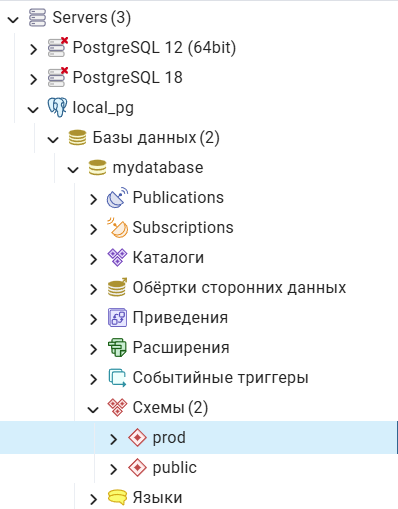 Servers (3)
PostgreSQL 12 (64bit)
PostgreSQL 18
local_pg
Базы данных (2)
mydatabase
Publications
Subscriptions
Каталоги
Обёртки сторонних данных
Приведения
Расширения
Событийные триггеры
Схемы (2)
prod
public
Языки